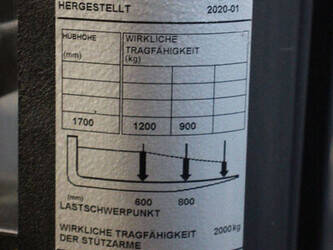 HERGESTELLT 2020-01
HUBHÖHE
(mm)
WIRKLICHE
TRAGFÄHIGKEIT
(kg)
1700 1200 900
(mm) 600 800
LASTSCHWERPUNKT
WIRKLICHE TRAGFÄHIGKEIT 2000 kg
DER STÜTZARME